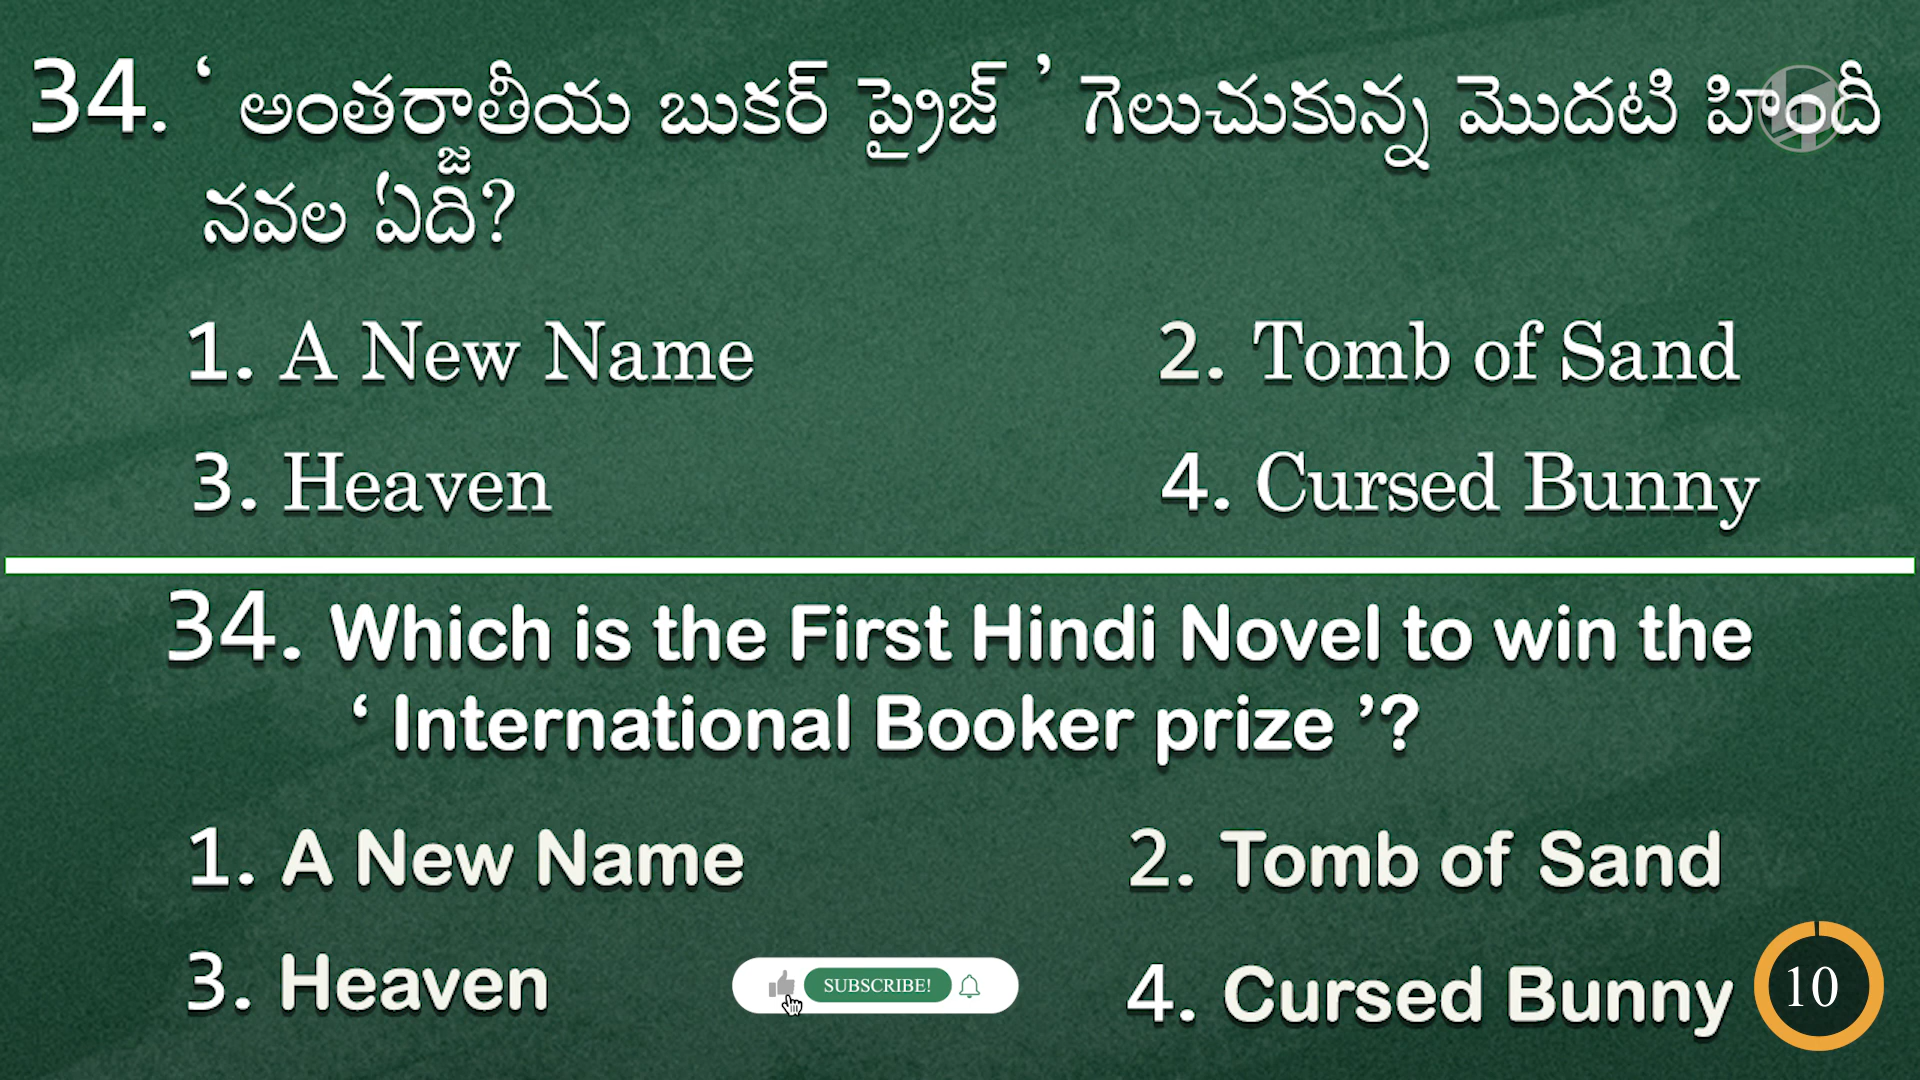 34. ‘ అంతర్జాతీయ బుకర్ ప్రైజ్ ’ గెలుచుకున్న మొదటి హిందీ
నవల ఏది?
1. A New Name
2. Tomb of Sand
3. Heaven
4. Cursed Bunny
34. Which is the First Hindi Novel to win the
‘ International Booker prize ’?
1. A New Name
2. Tomb of Sand
3. Heaven
4. Cursed Bunny
SUBSCRIBE!
10